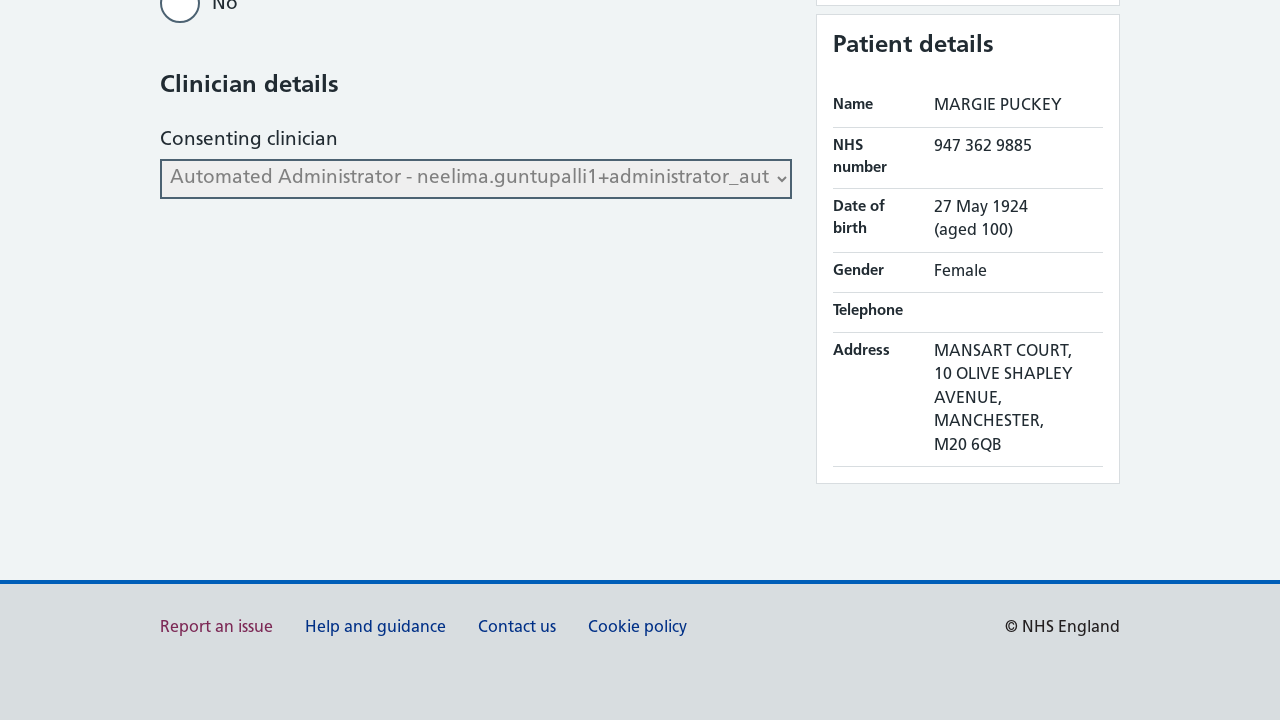 No
Clinician details
Consenting clinician
Automated Administrator - neelima.guntupalli1+administrator_aut
Patient details
Name MARGIE PUCKEY
NHS number 947 362 9885
Date of birth 27 May 1924 (aged 100)
Gender Female
Telephone
Address MANSART COURT,
10 OLIVE SHAPLEY
AVENUE,
MANCHESTER,
M20 6QB
Report an issue Help and guidance Contact us Cookie policy © NHS England